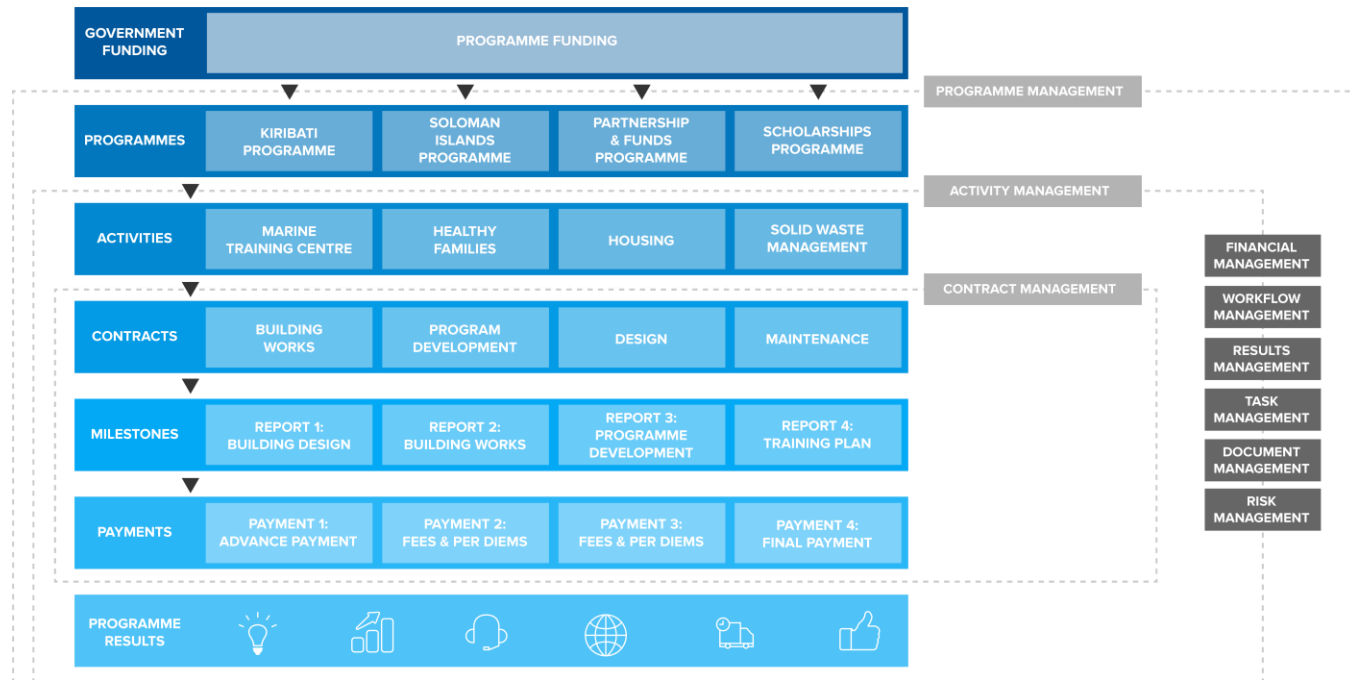 GOVERNMENT
FUNDING
PROGRAMME FUNDING
PROGRAMME MANAGEMENT
PROGRAMMES
KIRIBATI
PROGRAMME
SOLOMAN
ISLANDS
PROGRAMME
PARTNERSHIP
& FUNDS
PROGRAMME
SCHOLARSHIPS
PROGRAMME
ACTIVITY MANAGEMENT
ACTIVITIES
MARINE
TRAINING CENTRE
HEALTHY
FAMILIES
HOUSING
SOLID WASTE
MANAGEMENT
CONTRACT MANAGEMENT
CONTRACTS
BUILDING
WORKS
PROGRAM
DEVELOPMENT
DESIGN
MAINTENANCE
MILESTONES
REPORT 1:
BUILDING DESIGN
REPORT 2:
BUILDING WORKS
REPORT 3:
PROGRAMME
DEVELOPMENT
REPORT 4:
TRAINING PLAN
PAYMENTS
PAYMENT 1:
ADVANCE PAYMENT
PAYMENT 2:
FEES & PER DIEMS
PAYMENT 3:
FEES & PER DIEMS
PAYMENT 4:
FINAL PAYMENT
PROGRAMME
RESULTS
FINANCIAL
MANAGEMENT
WORKFLOW
MANAGEMENT
RESULTS
MANAGEMENT
TASK
MANAGEMENT
DOCUMENT
MANAGEMENT
RISK
MANAGEMENT